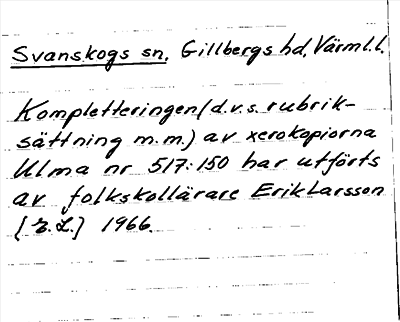 Svanskogs sn, Gillbergs hd, Värml.l.
Kompletteringen (d.v.s. rubrik-
sättning m.m.) av xerokopiorna
Ulma nr 517:150 har utförts
av folkskollärare Erik Larsson
[E.L.] 1966.